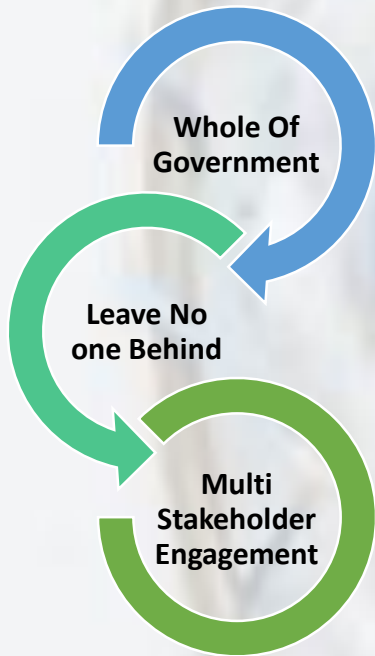 Whole Of
Government
Leave No
one Behind
Multi
Stakeholder
Engagement